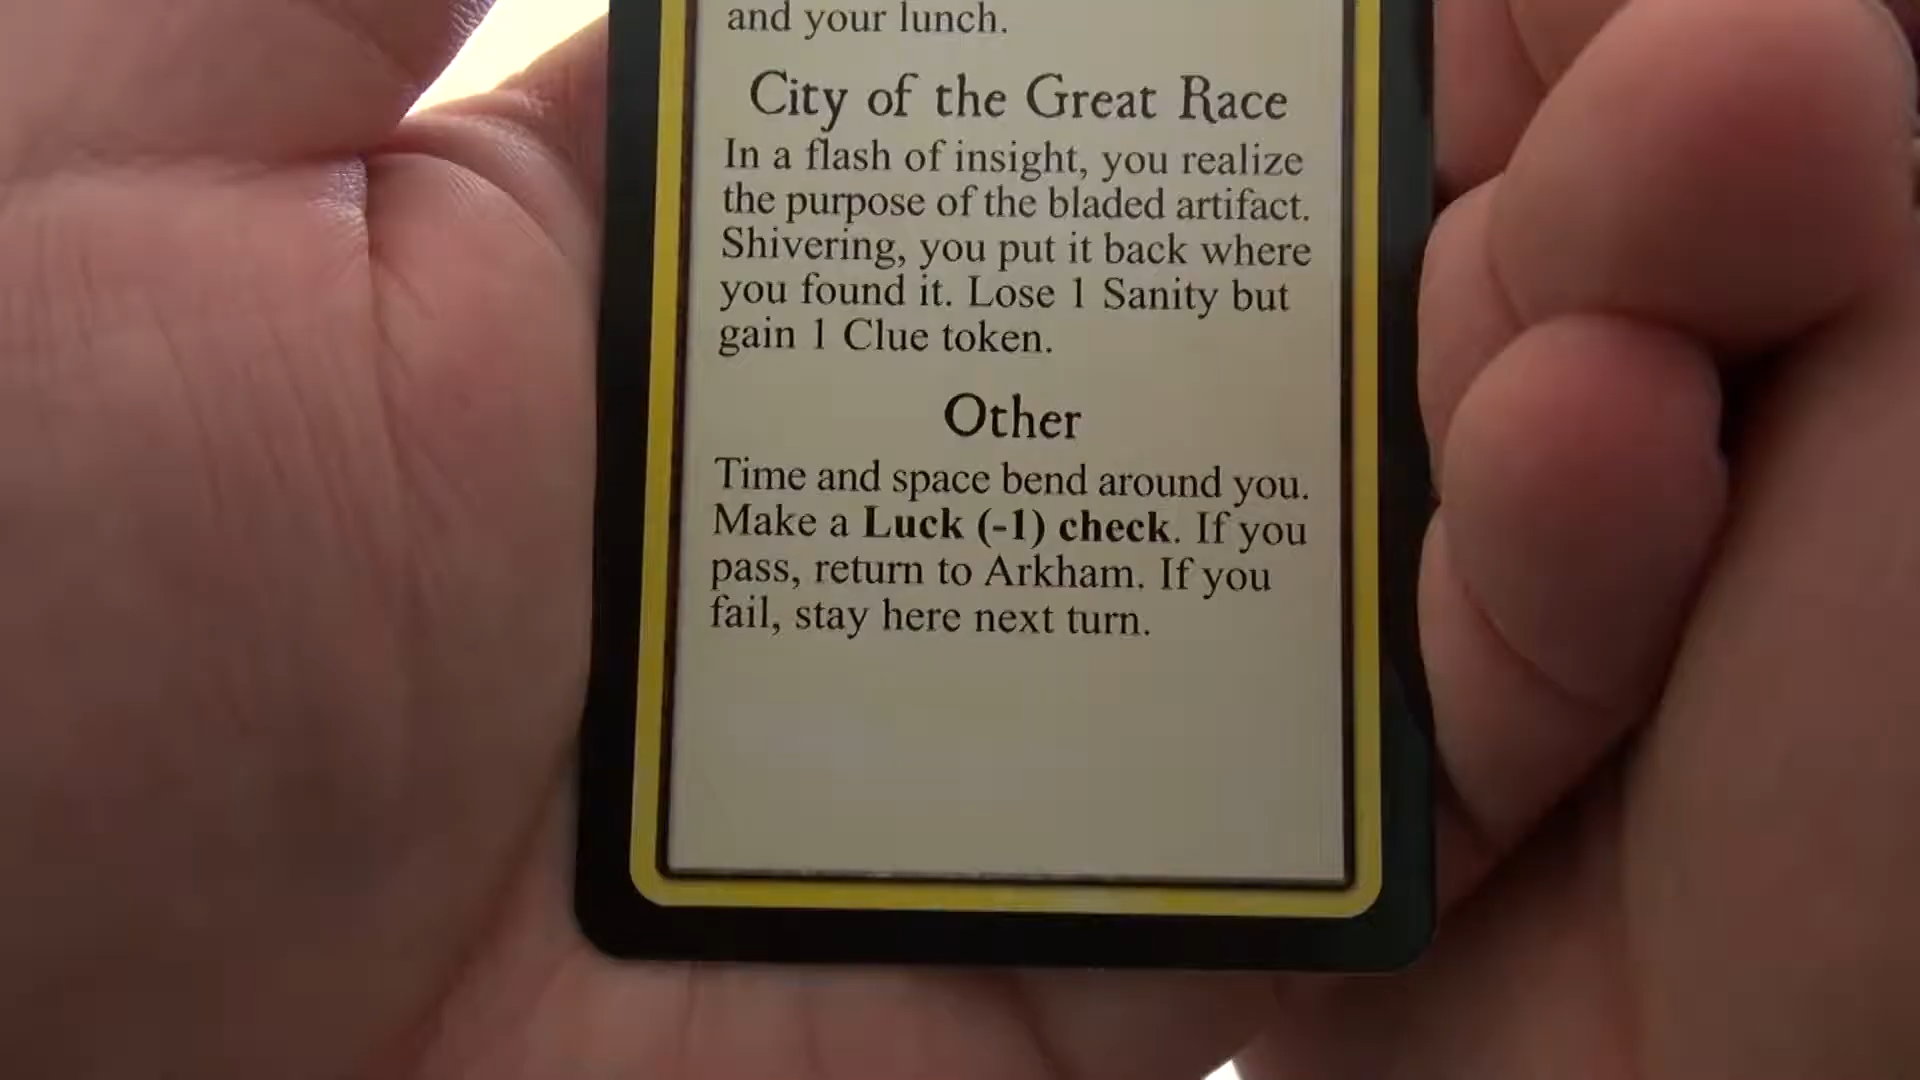 and your lunch.
City of the Great Race
In a flash of insight, you realize
the purpose of the bladed artifact.
Shivering, you put it back where
you found it. Lose 1 Sanity but
gain 1 Clue token.
Other
Time and space bend around you.
Make a Luck (-1) check. If you
pass, return to Arkham. If you
fail, stay here next turn.